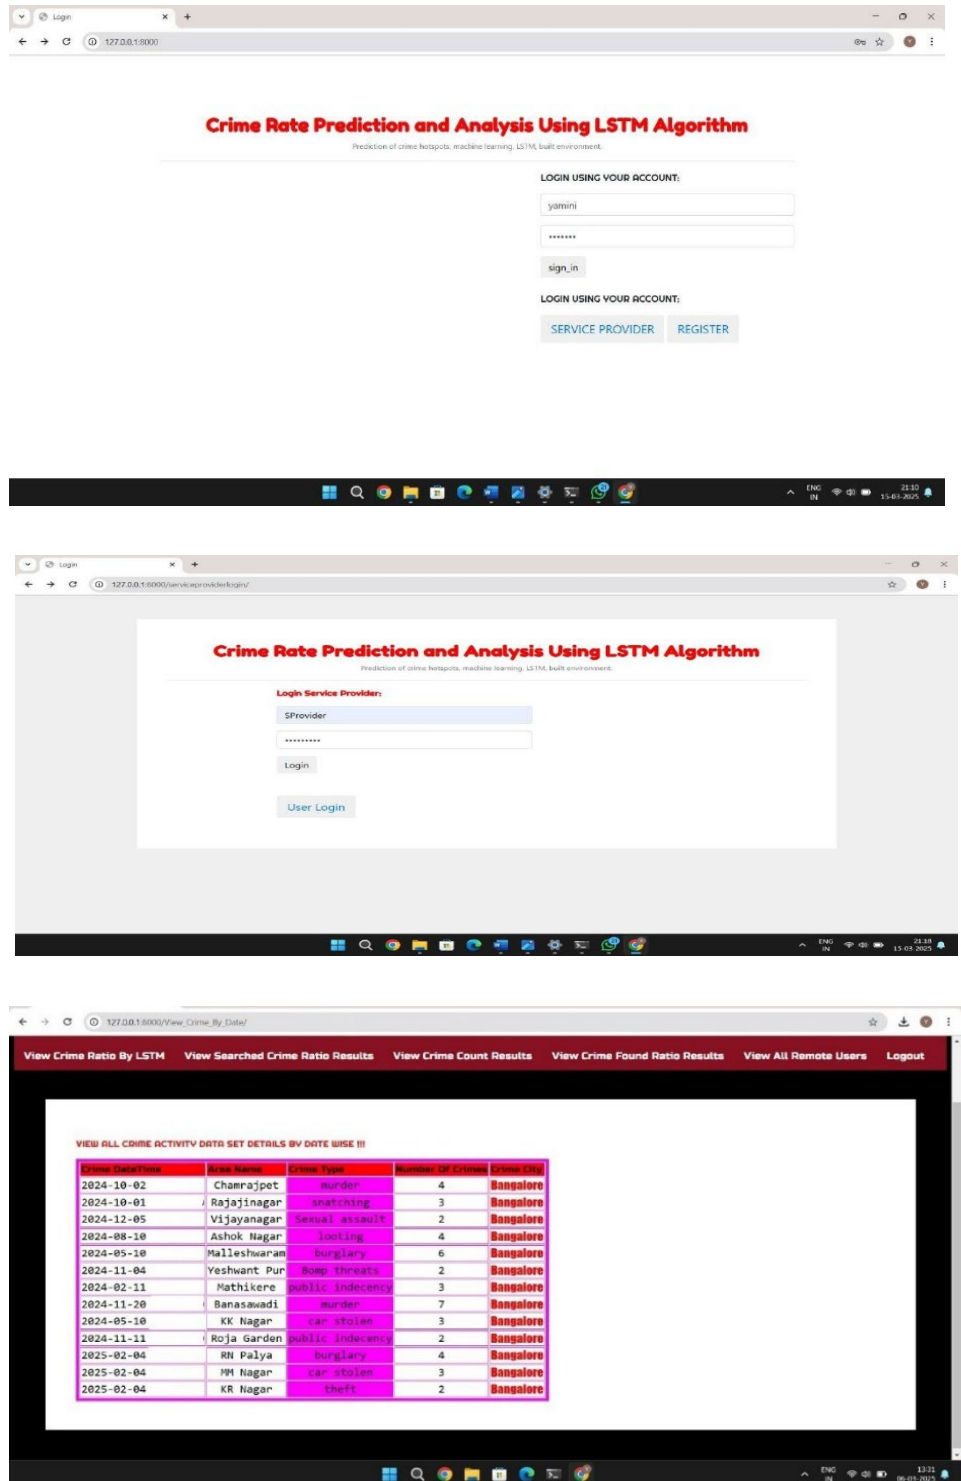 Login
127.0.0.1:8000
Crime Rate Prediction and Analysis Using LSTM Algorithm
Prediction of crime hotspots, machine learning, LSTM, built environment.
LOGIN USING YOUR ACCOUNT:
yamini
•••••••
sign_in
LOGIN USING YOUR ACCOUNT:
SERVICE PROVIDER REGISTER
ENG
IN
21:10
15-03-2025
Login
127.0.0.1:8000/serviceproviderlogin/
Crime Rate Prediction and Analysis Using LSTM Algorithm
Prediction of crime hotspots, machine learning, LSTM, built environment.
Login Service Provider:
SProvider
•••••••••
Login
User Login
ENG
IN
21:18
15-03-2025
127.0.0.1:8000/View_Crime_By_Date/
View Crime Ratio By LSTM View Searched Crime Ratio Results View Crime Count Results View Crime Found Ratio Results View All Remote Users Logout
VIEW ALL CRIME ACTIVITY DATA SET DETAILS BY DATE WISE !!!
Crime DateTime Area Name Crime Type Number Of Crimes Crime City
2024-10-02 Chamrajpet murder 4 Bangalore
2024-10-01 Rajajinagar snatching 3 Bangalore
2024-12-05 Vijayanagar Sexual assault 2 Bangalore
2024-08-10 Ashok Nagar looting 4 Bangalore
2024-05-10 Malleshwaram burglary 6 Bangalore
2024-11-04 Yeshwant Pur Bomp threats 2 Bangalore
2024-02-11 Mathikere public indecency 3 Bangalore
2024-11-20 Banasawadi murder 7 Bangalore
2024-05-10 KK Nagar car stolen 3 Bangalore
2024-11-11 Roja Garden public indecency 2 Bangalore
2025-02-04 RN Palya burglary 4 Bangalore
2025-02-04 MM Nagar car stolen 3 Bangalore
2025-02-04 KR Nagar theft 2 Bangalore
ENG
IN
13:31
06-03-2025